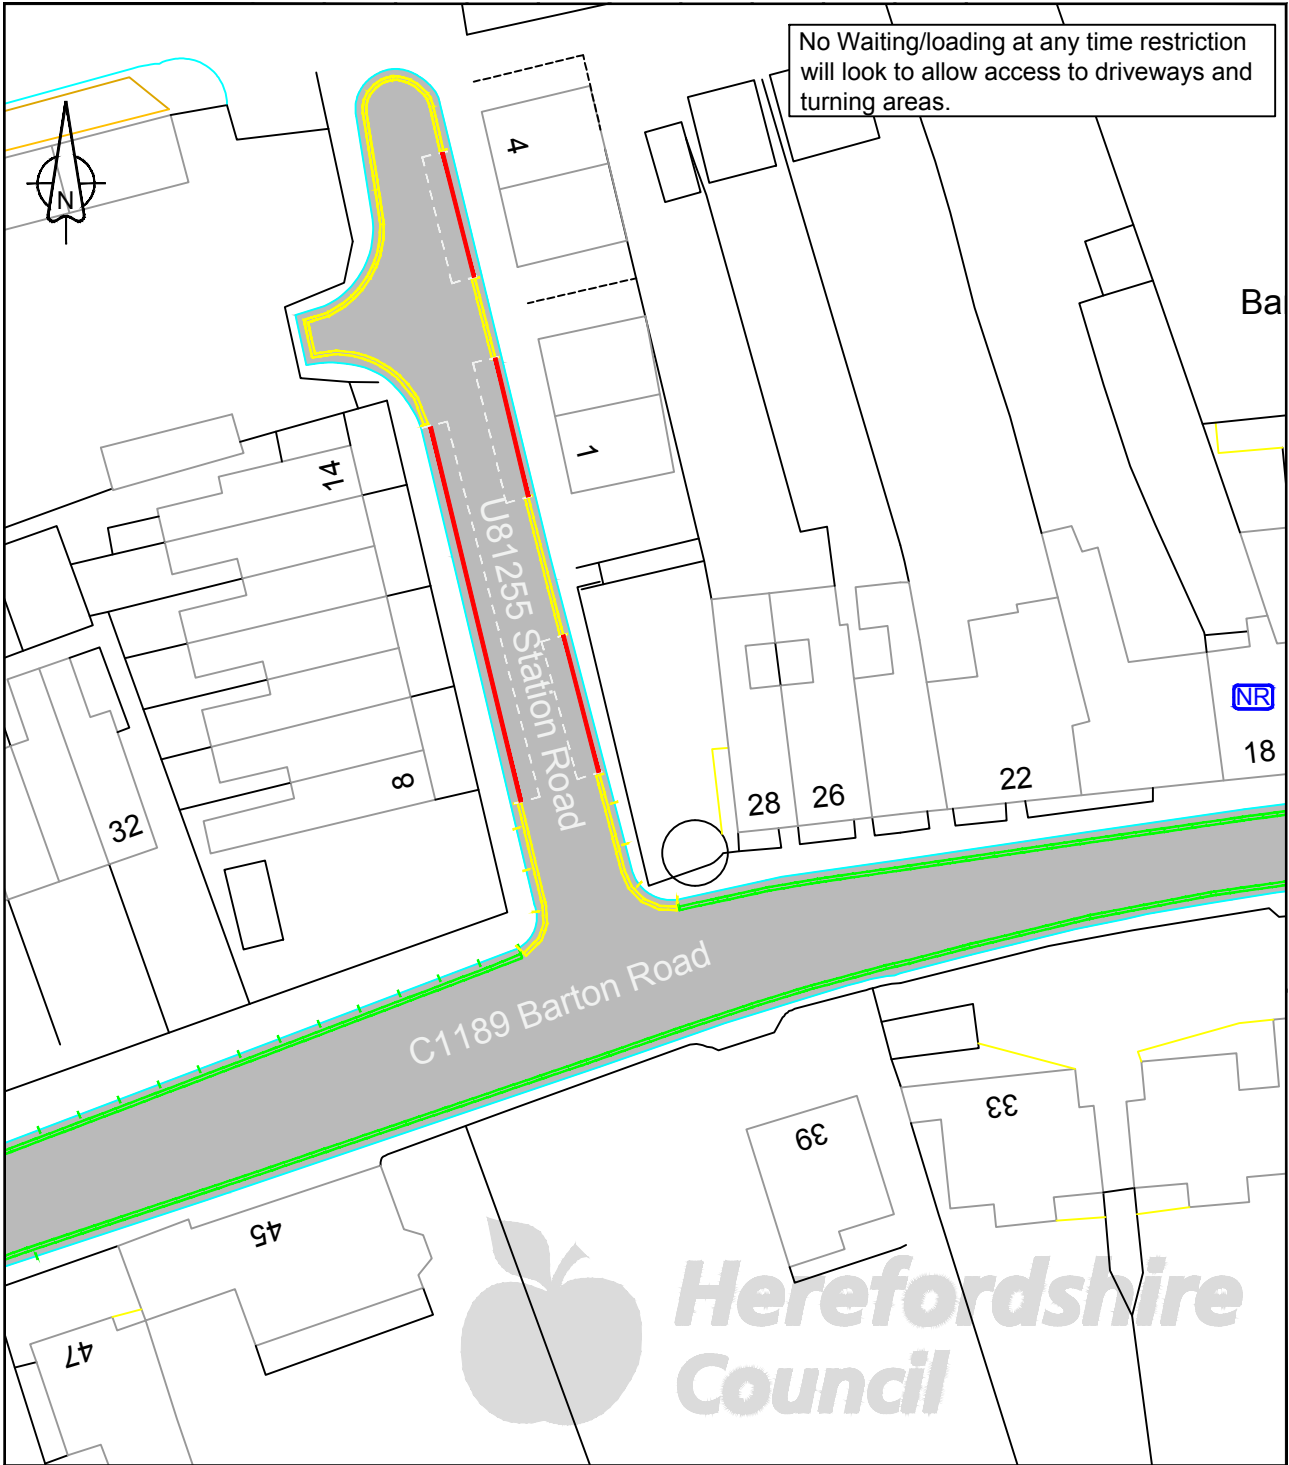 No Waiting/loading at any time restriction
will look to allow access to driveways and
turning areas.
N
4
Ba
1
14
U81255 Station Road
NR
18
22
8
28
26
32
C1189 Barton Road
33
39
45
47
Herefordshire
Council